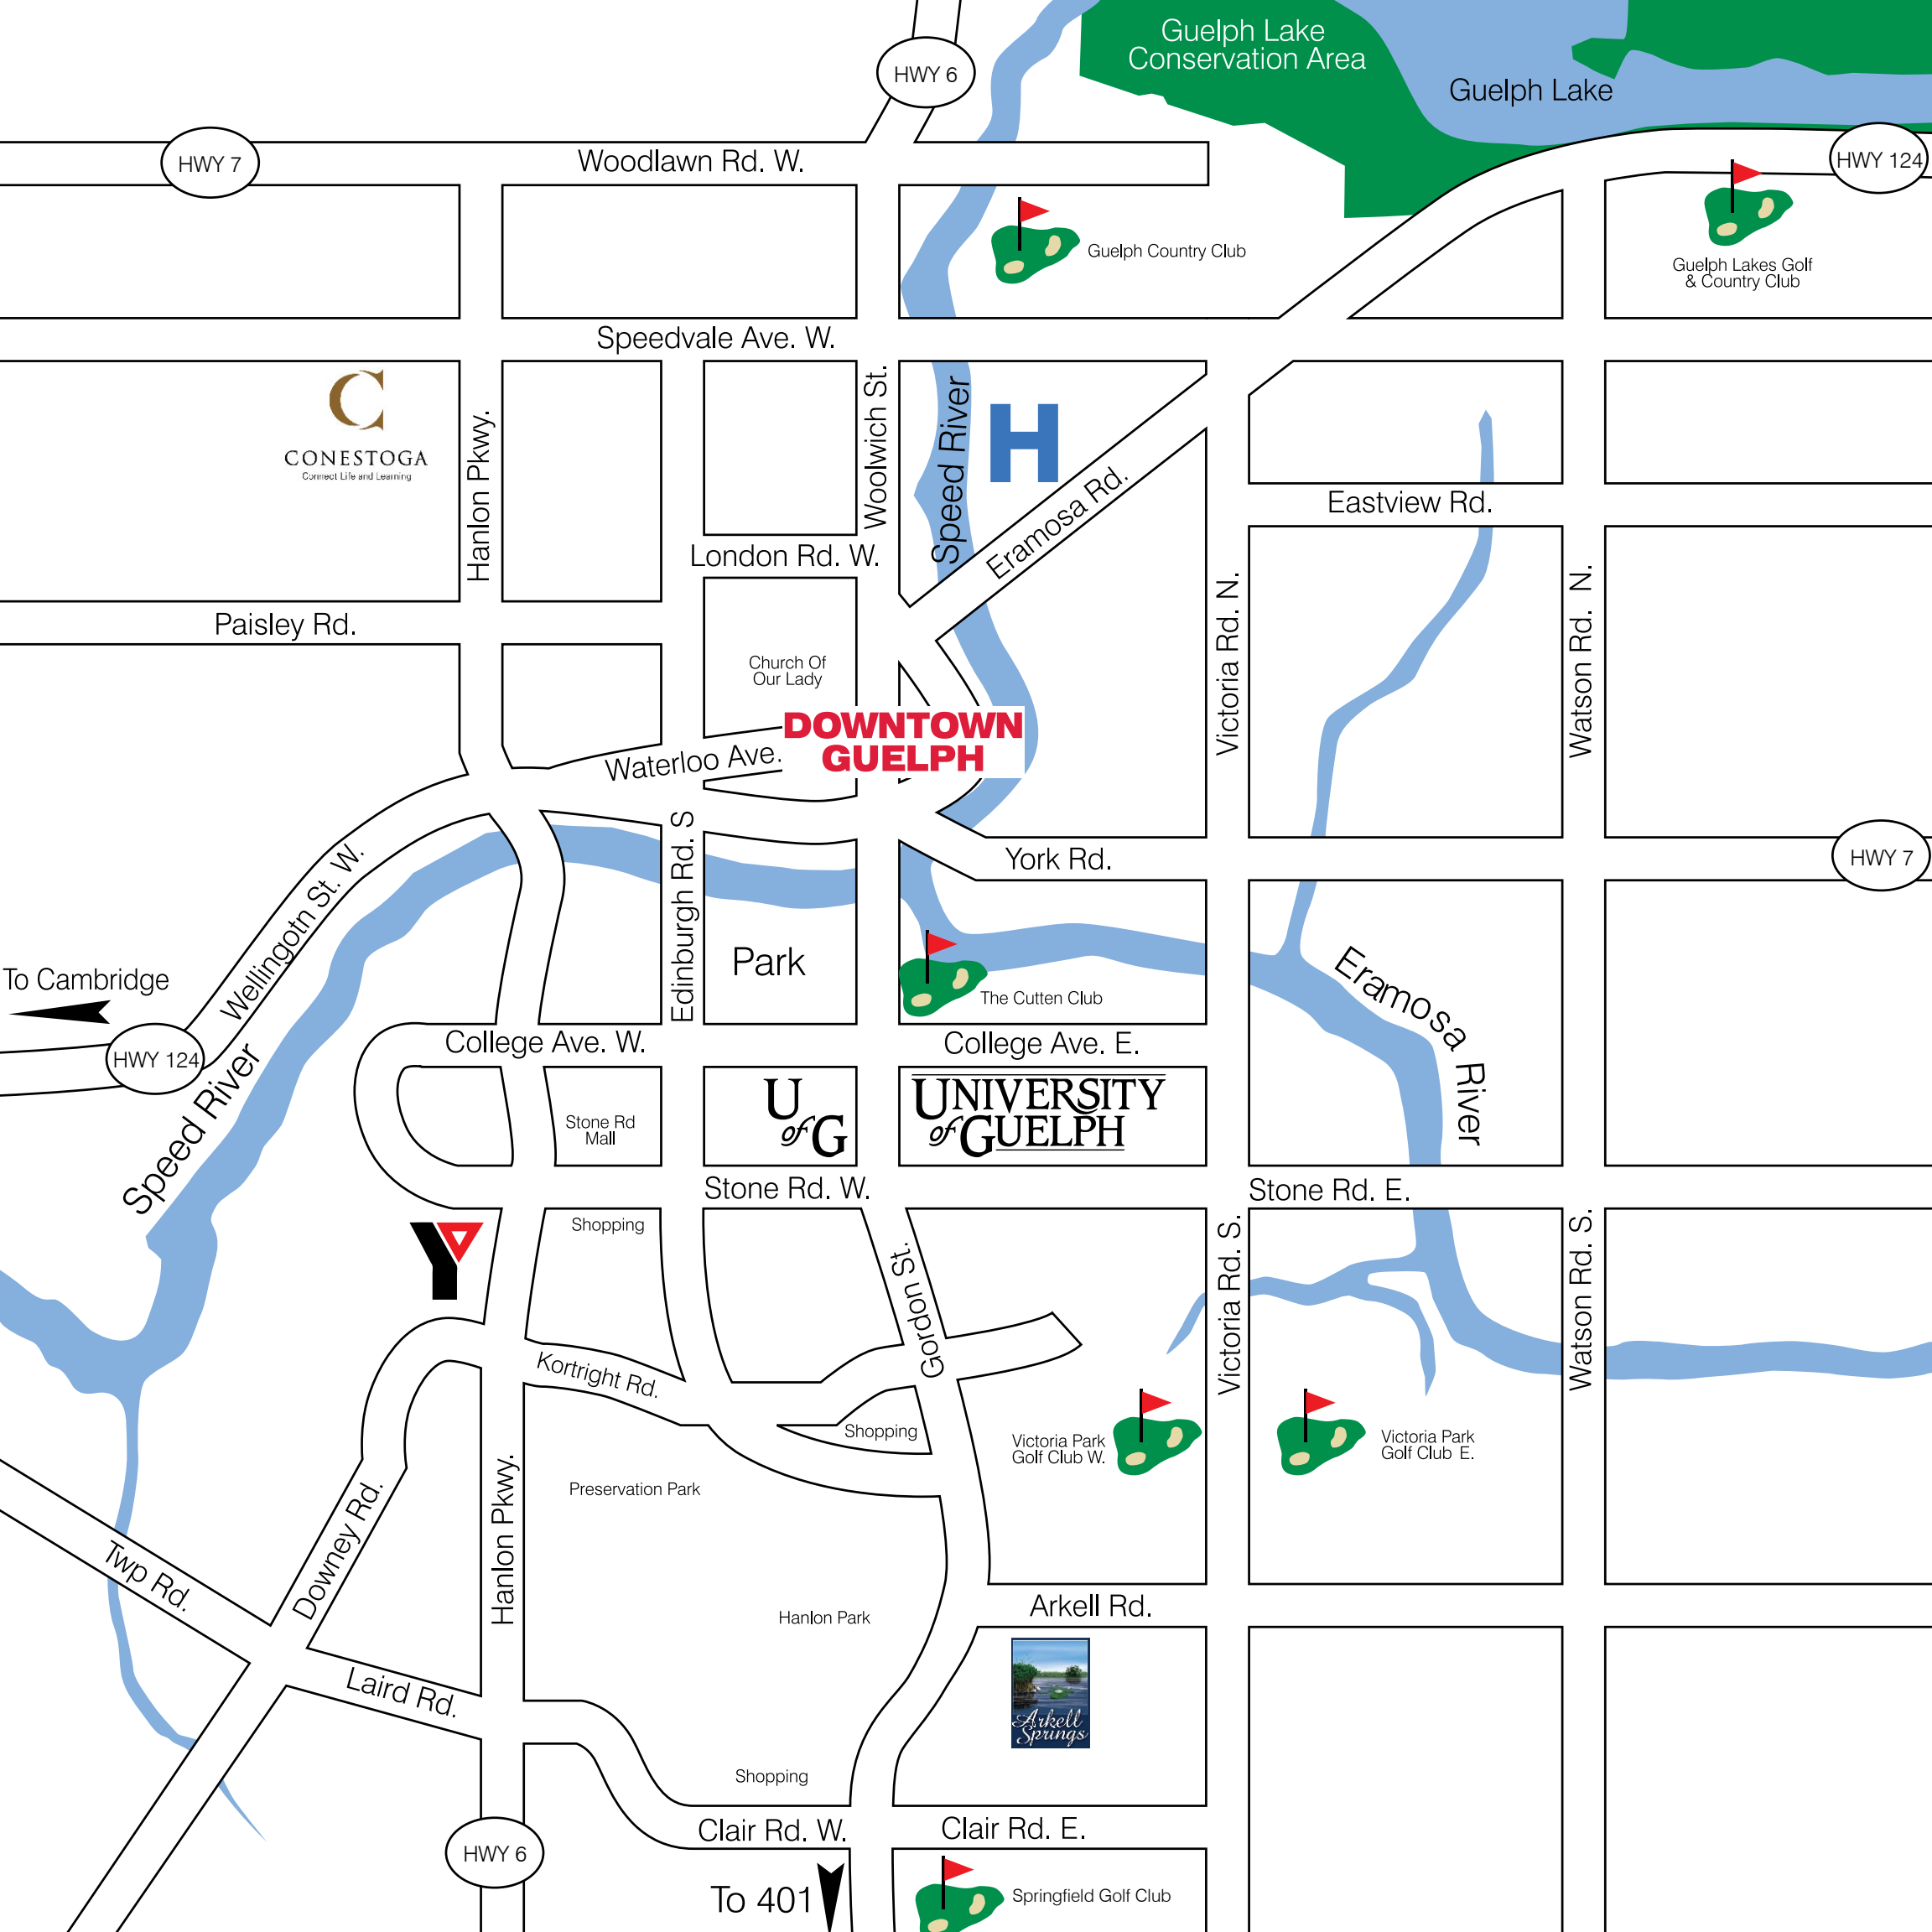 Guelph Lake
Conservation Area
HWY 6
Guelph Lake
HWY 7
Woodlawn Rd. W.
HWY 124
Guelph Country Club
Guelph Lakes Golf
& Country Club
Speedvale Ave. W.
CONESTOGA
Connect Life and Learning
Hanlon Pkwy.
Woolwich St.
Speed River
H
Eramosa Rd.
Eastview Rd.
London Rd. W.
Paisley Rd.
Church Of
Our Lady
Victoria Rd. N.
Watson Rd. N.
DOWNTOWN
GUELPH
Waterloo Ave.
Edinburgh Rd. S
York Rd.
HWY 7
Wellingotn St. W.
Park
To Cambridge
The Cutten Club
Eramosa River
HWY 124
College Ave. W.
College Ave. E.
Speed River
Stone Rd
Mall
U
of G
UNIVERSITY
of GUELPH
Stone Rd. W.
Stone Rd. E.
Y
Shopping
Gordon St.
Victoria Rd. S.
Watson Rd. S.
Kortright Rd.
Shopping
Victoria Park
Golf Club W.
Victoria Park
Golf Club E.
Preservation Park
Hanlon Pkwy.
Downey Rd.
Twp Rd.
Hanlon Park
Arkell Rd.
Laird Rd.
Arkell
Springs
Shopping
Clair Rd. W.
Clair Rd. E.
HWY 6
To 401
Springfield Golf Club